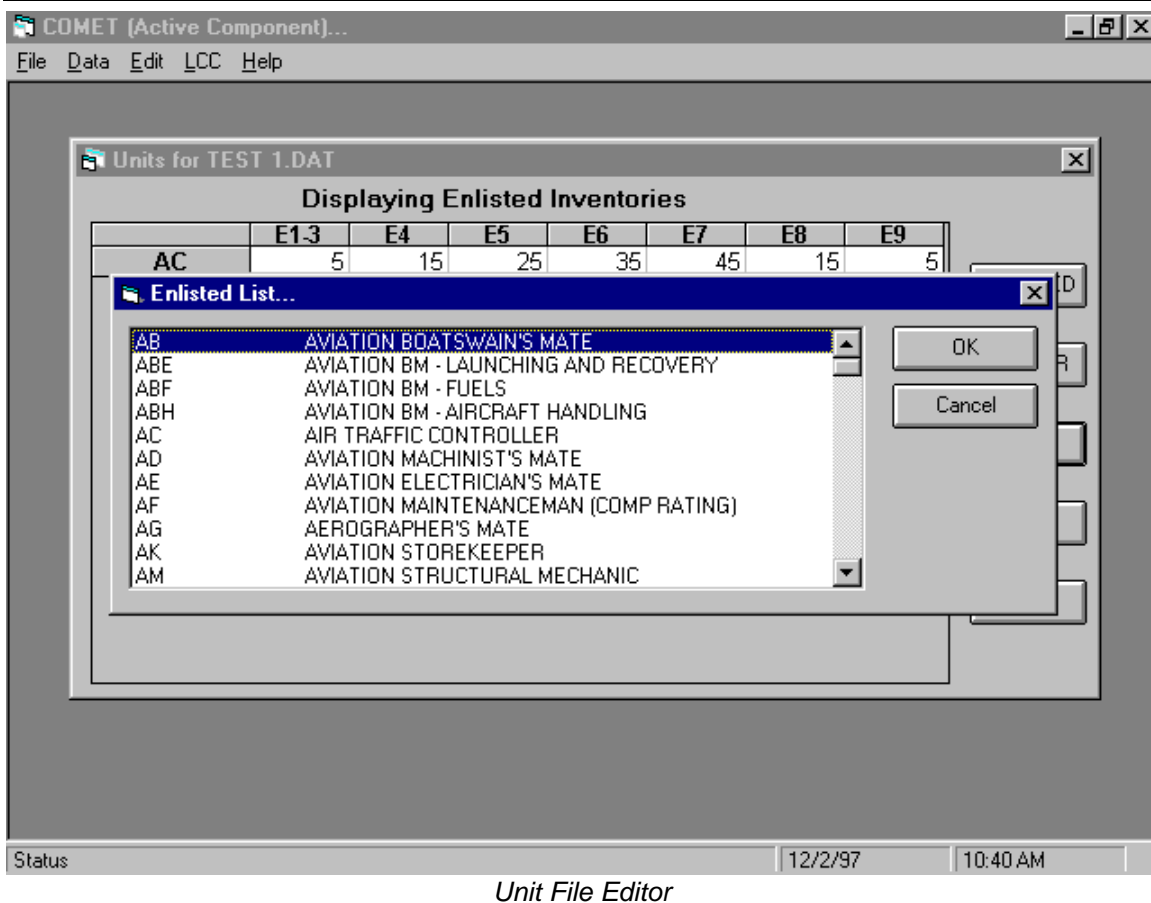 COMET (Active Component)...
File Data Edit LCC Help
Units for TEST 1.DAT
Displaying Enlisted Inventories
E1-3 E4 E5 E6 E7 E8 E9
AC 5 15 25 35 45 15 5
Enlisted List...
AB AVIATION BOATSWAIN'S MATE
ABE AVIATION BM - LAUNCHING AND RECOVERY
ABF AVIATION BM - FUELS
ABH AVIATION BM - AIRCRAFT HANDLING
AC AIR TRAFFIC CONTROLLER
AD AVIATION MACHINIST'S MATE
AE AVIATION ELECTRICIAN'S MATE
AF AVIATION MAINTENANCEMAN (COMP RATING)
AG AEROGRAPHER'S MATE
AK AVIATION STOREKEEPER
AM AVIATION STRUCTURAL MECHANIC
OK
Cancel
Status 12/2/97 10:40 AM
Unit File Editor